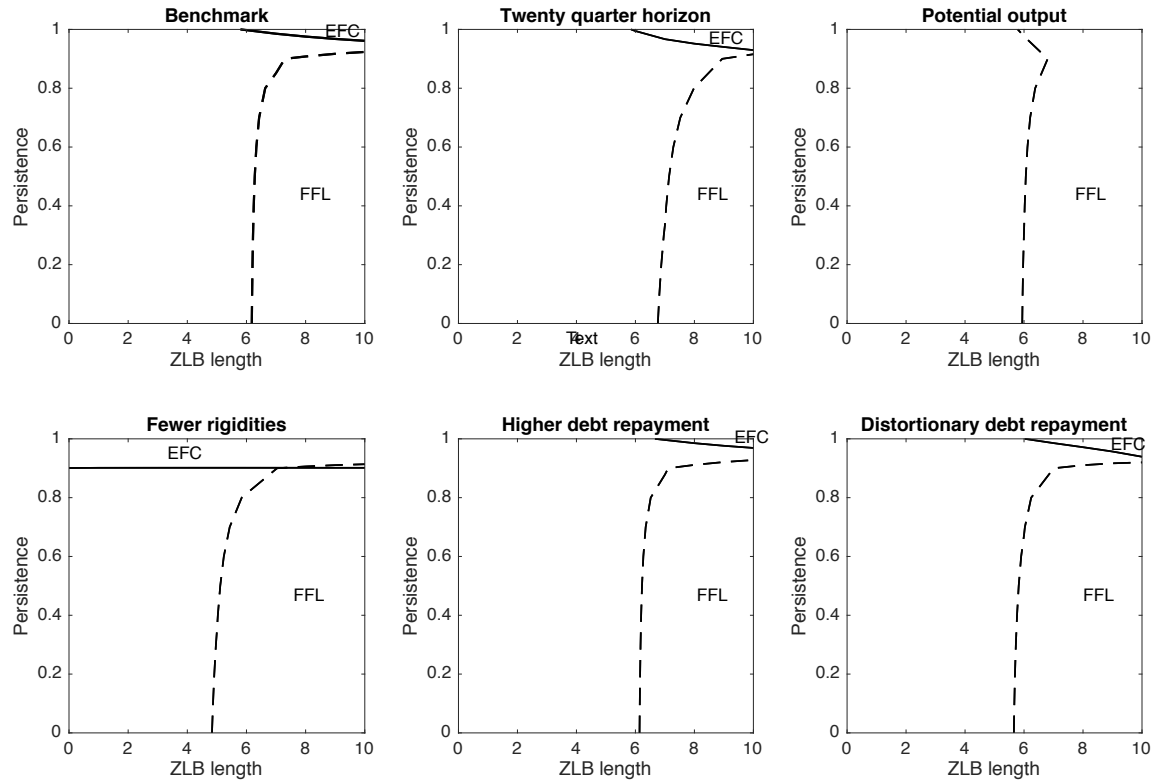 Benchmark
1
0.8
0.6
0.4
0.2
0
Persistence
EFC
FFL
0 2 4 6 8 10
ZLB length
Twenty quarter horizon
1
0.8
0.6
0.4
0.2
0
Persistence
EFC
FFL
0 2 4 6 8 10
Text
ZLB length
Potential output
1
0.8
0.6
0.4
0.2
0
Persistence
FFL
0 2 4 6 8 10
ZLB length
Fewer rigidities
1
0.8
0.6
0.4
0.2
0
Persistence
EFC
FFL
0 2 4 6 8 10
ZLB length
Higher debt repayment
1
0.8
0.6
0.4
0.2
0
Persistence
EFC
FFL
0 2 4 6 8 10
ZLB length
Distortionary debt repayment
1
0.8
0.6
0.4
0.2
0
Persistence
EFC
FFL
0 2 4 6 8 10
ZLB length